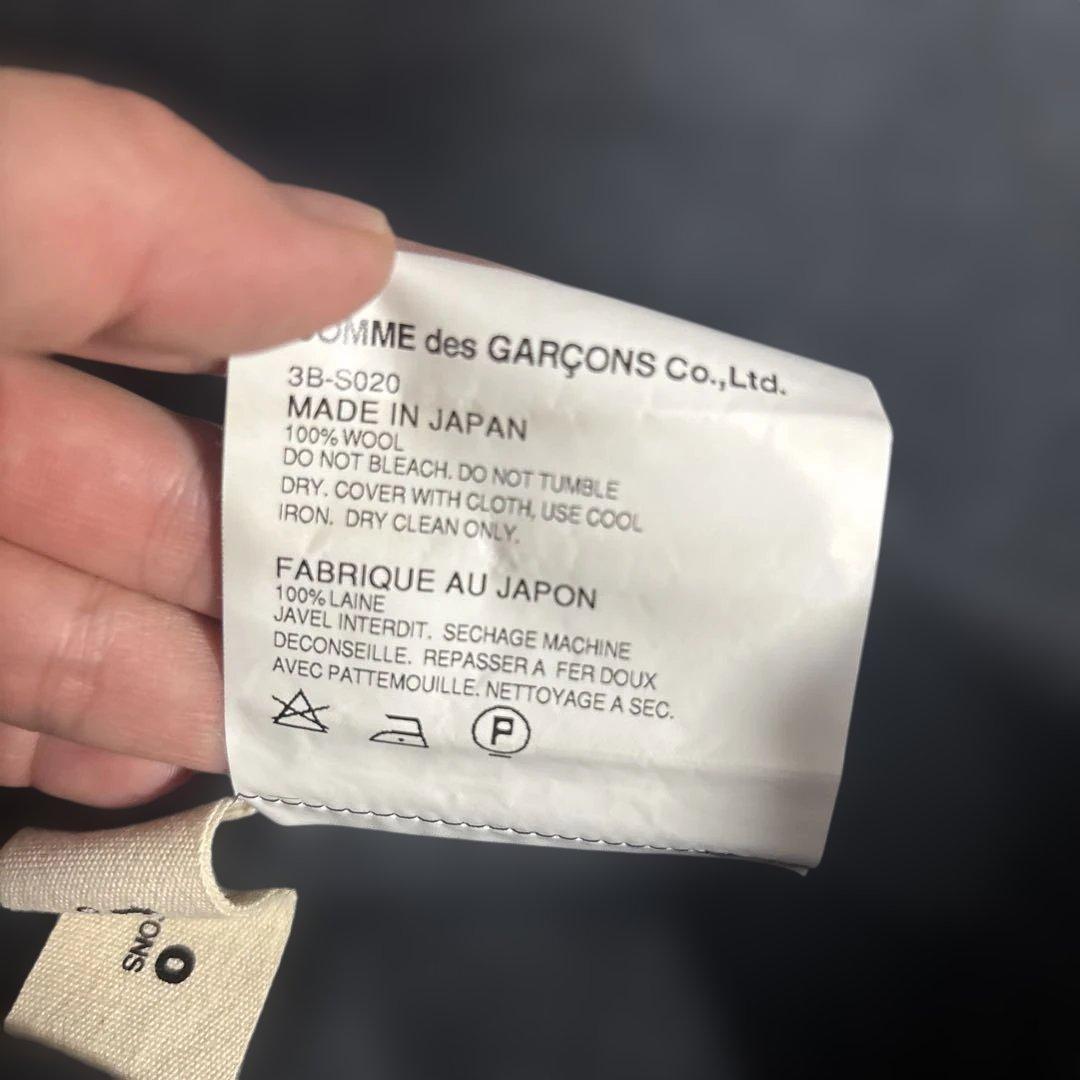 COMME des GARÇONS Co.,Ltd.
3B-S020
MADE IN JAPAN
100% WOOL
DO NOT BLEACH. DO NOT TUMBLE
DRY. COVER WITH CLOTH, USE COOL
IRON. DRY CLEAN ONLY.
FABRIQUE AU JAPON
100% LAINE
JAVEL INTERDIT. SECHAGE MACHINE
DECONSEILLE. REPASSER A FER DOUX
AVEC PATTEMOUILLE. NETTOYAGE A SEC.
P
ONS
O